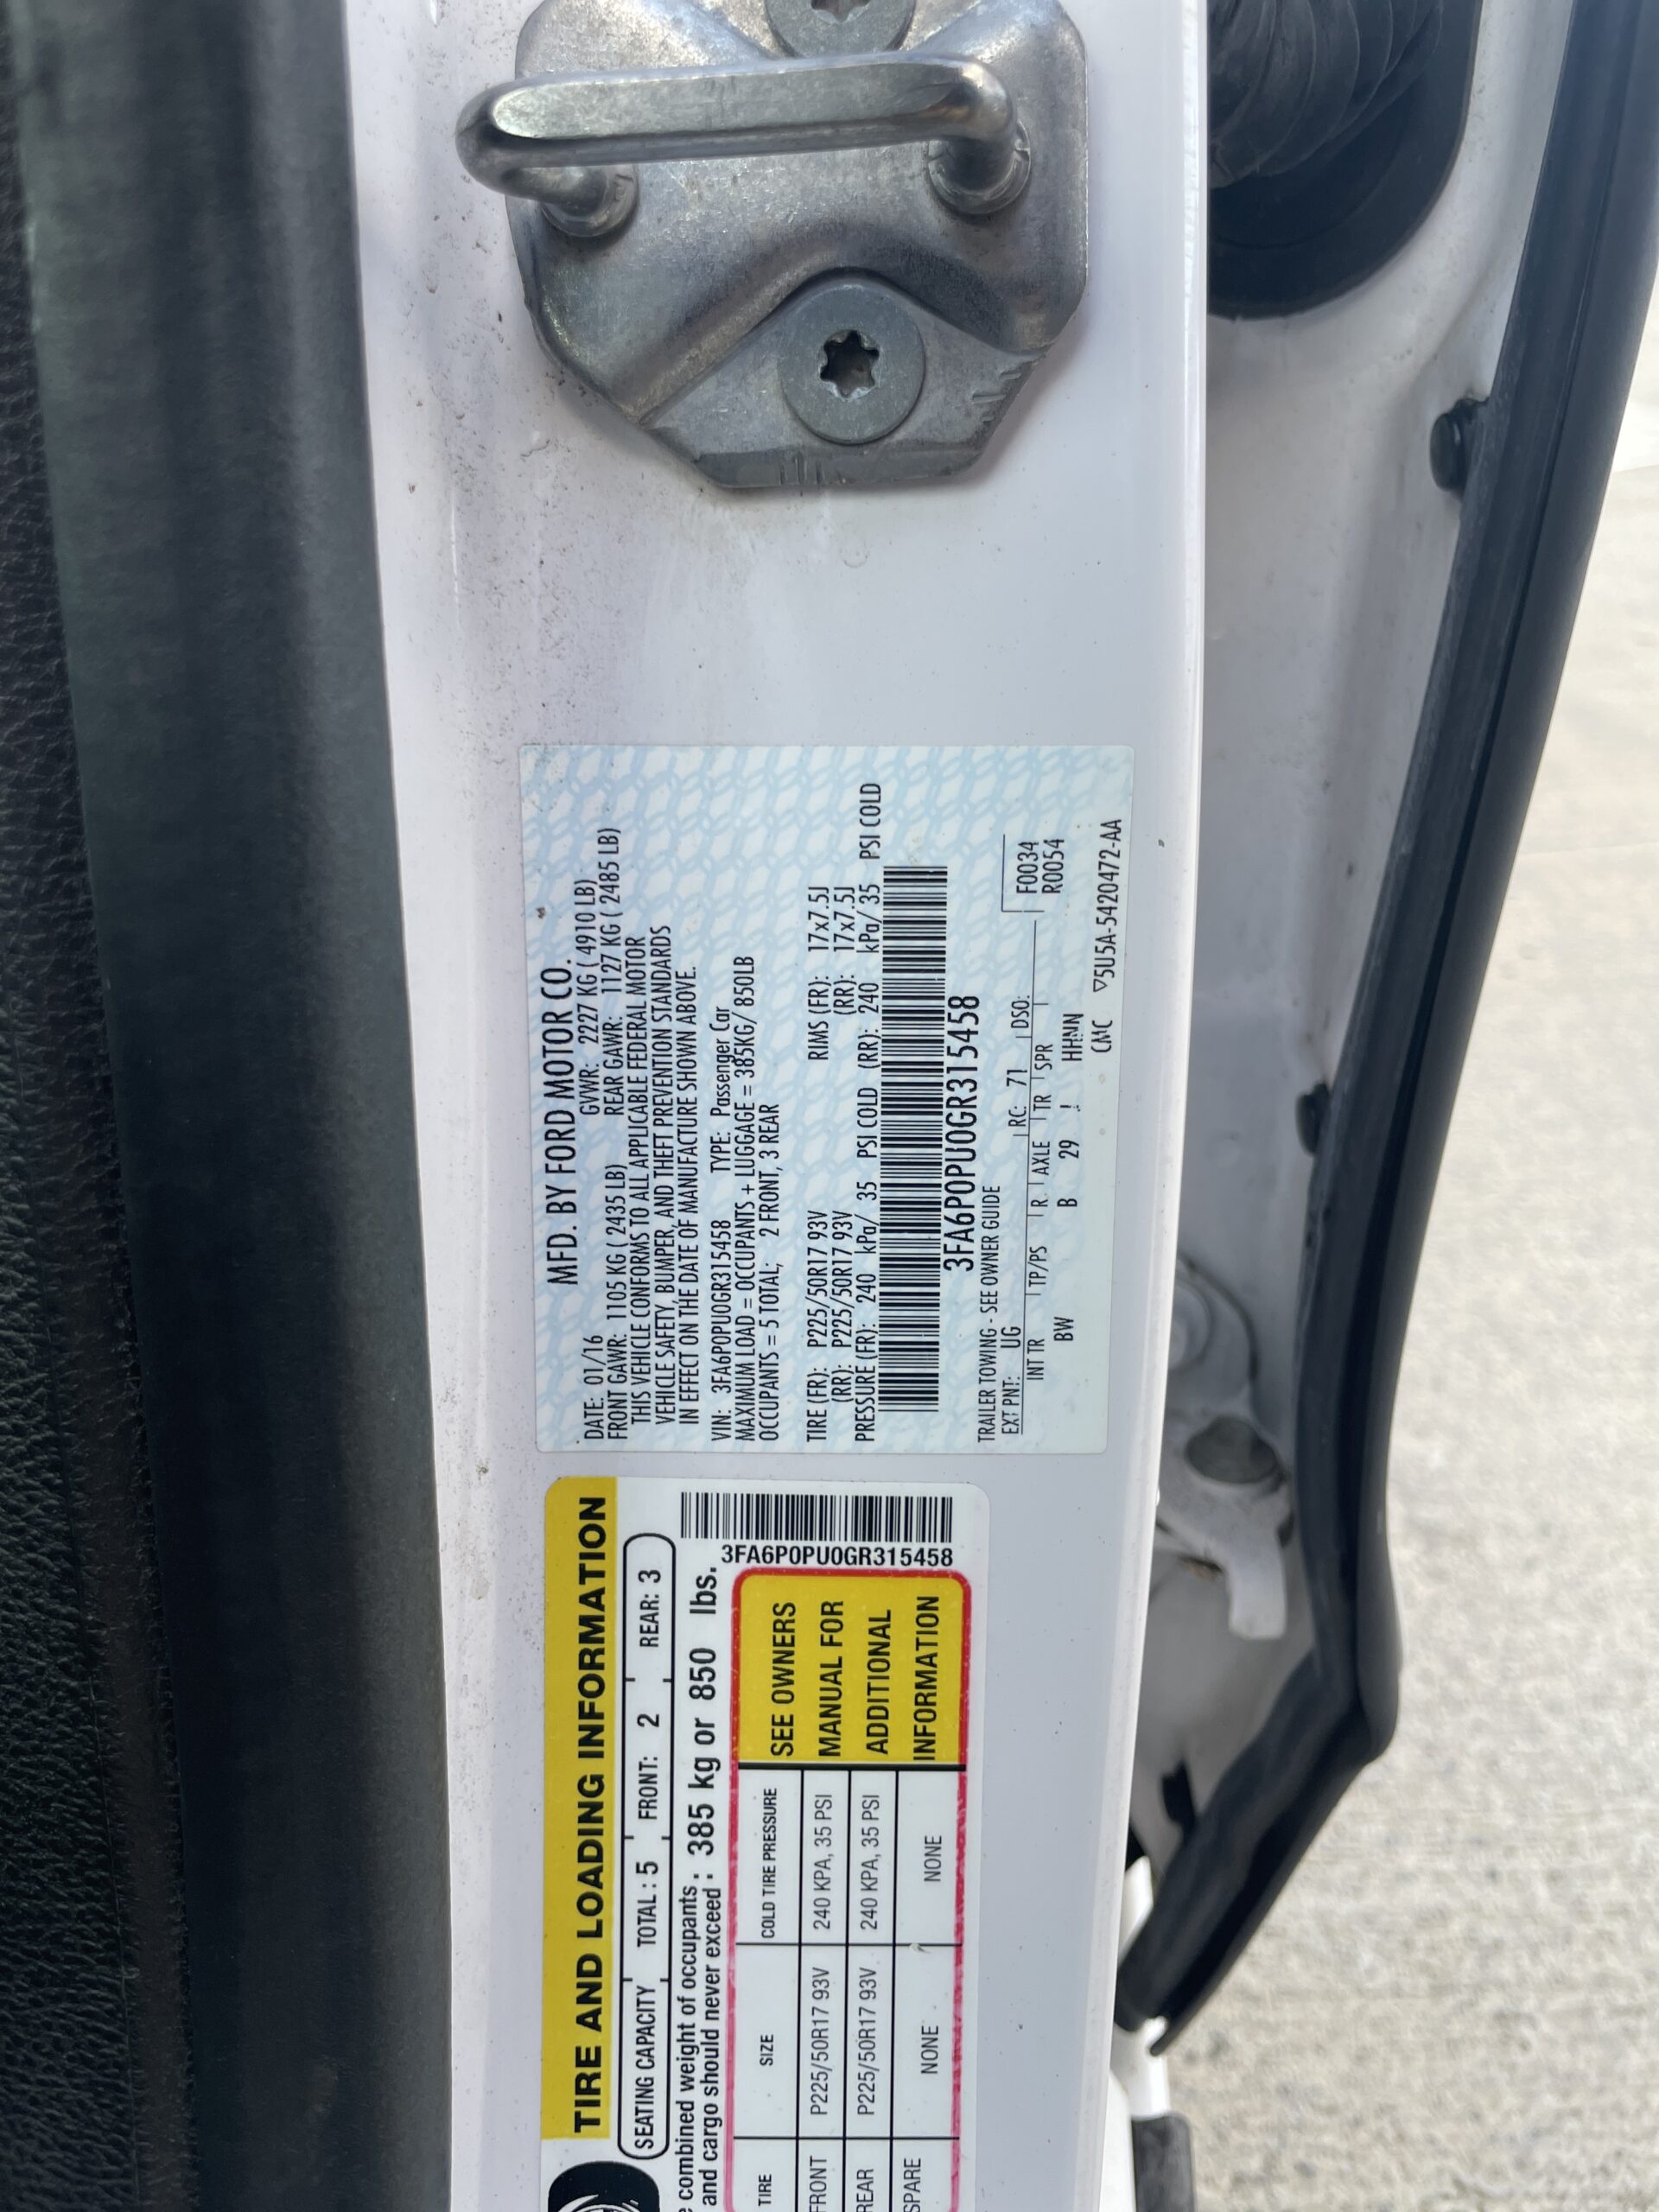 MFD. BY FORD MOTOR CO.
DATE: 01/16 GVWR: 2227 KG ( 4910 LB)
FRONT GAWR: 1105 KG ( 2435 LB) REAR GAWR: 1127 KG ( 2485 LB)
THIS VEHICLE CONFORMS TO ALL APPLICABLE FEDERAL MOTOR
VEHICLE SAFETY, BUMPER, AND THEFT PREVENTION STANDARDS
IN EFFECT ON THE DATE OF MANUFACTURE SHOWN ABOVE.
VIN: 3FA6P0PU0GR315458 TYPE: Passenger Car
MAXIMUM LOAD = OCCUPANTS + LUGGAGE = 385KG/ 850LB
OCCUPANTS = 5 TOTAL; 2 FRONT, 3 REAR
TIRE (FR): P225/50R17 93V RIMS (FR): 17x7.5J
(RR): P225/50R17 93V (RR): 17x7.5J
PRESSURE (FR): 240 kPa/ 35 PSI COLD (RR): 240 kPa/ 35 PSI COLD
3FA6P0PU0GR315458
TRAILER TOWING - SEE OWNER GUIDE
EXT PNT: UG RC: 71 DSO: F0034
INT TR TP/PS R AXLE TR SPR R0054
BW B 29 J HHNN
CMC ▽5U5A-5420472-AA
TIRE AND LOADING INFORMATION
SEATING CAPACITY TOTAL : 5 FRONT: 2 REAR: 3
combined weight of occupants :
and cargo should never exceed : 385 kg or 850 lbs.
3FA6P0PU0GR315458
TIRE SIZE COLD TIRE PRESSURE
FRONT P225/50R17 93V 240 KPA, 35 PSI
REAR P225/50R17 93V 240 KPA, 35 PSI
SPARE NONE NONE
SEE OWNERS
MANUAL FOR
ADDITIONAL
INFORMATION